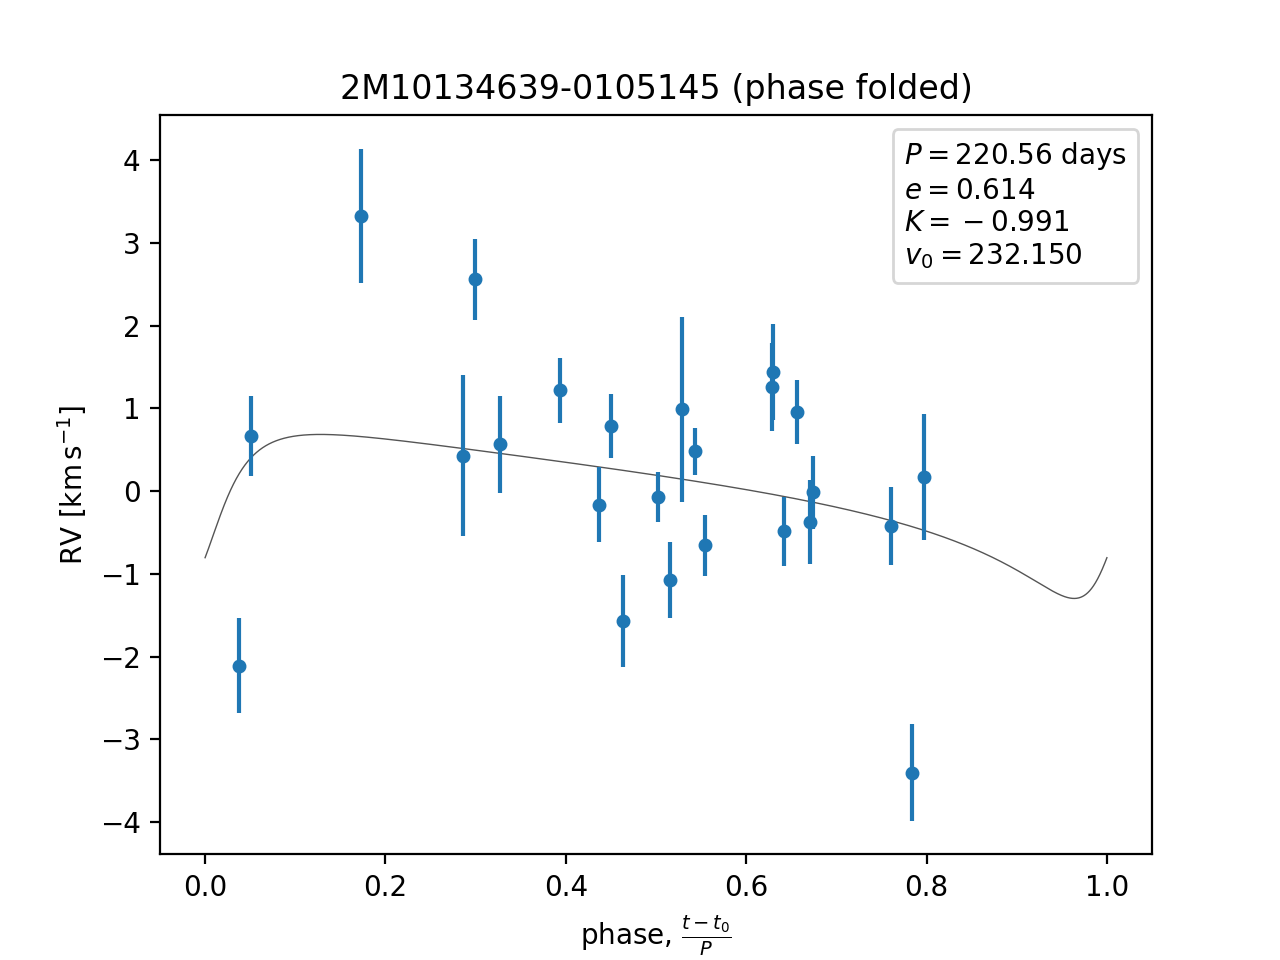 2M10134639-0105145 (phase folded)
P = 220.56 days
e = 0.614
K = −0.991
v₀ = 232.150
RV [km s⁻¹]
4
3
2
1
0
−1
−2
−3
−4
0.0 0.2 0.4 0.6 0.8 1.0
phase, (t − t₀)/P